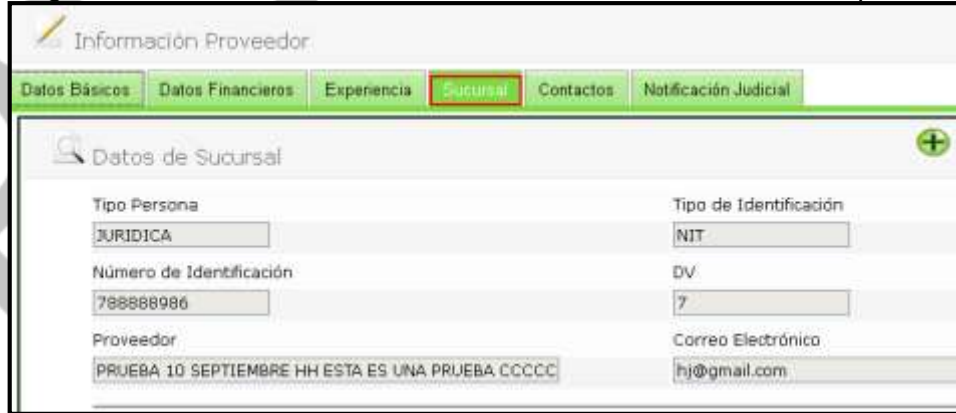 Información Proveedor
Datos Básicos Datos Financieros Experiencia Sucursal Contactos Notificación Judicial
Datos de Sucursal
Tipo Persona Tipo de Identificación
JURIDICA NIT
Número de Identificación DV
788888986 7
Proveedor Correo Electrónico
PRUEBA 10 SEPTIEMBRE HH ESTA ES UNA PRUEBA CCCCC hj@gmail.com